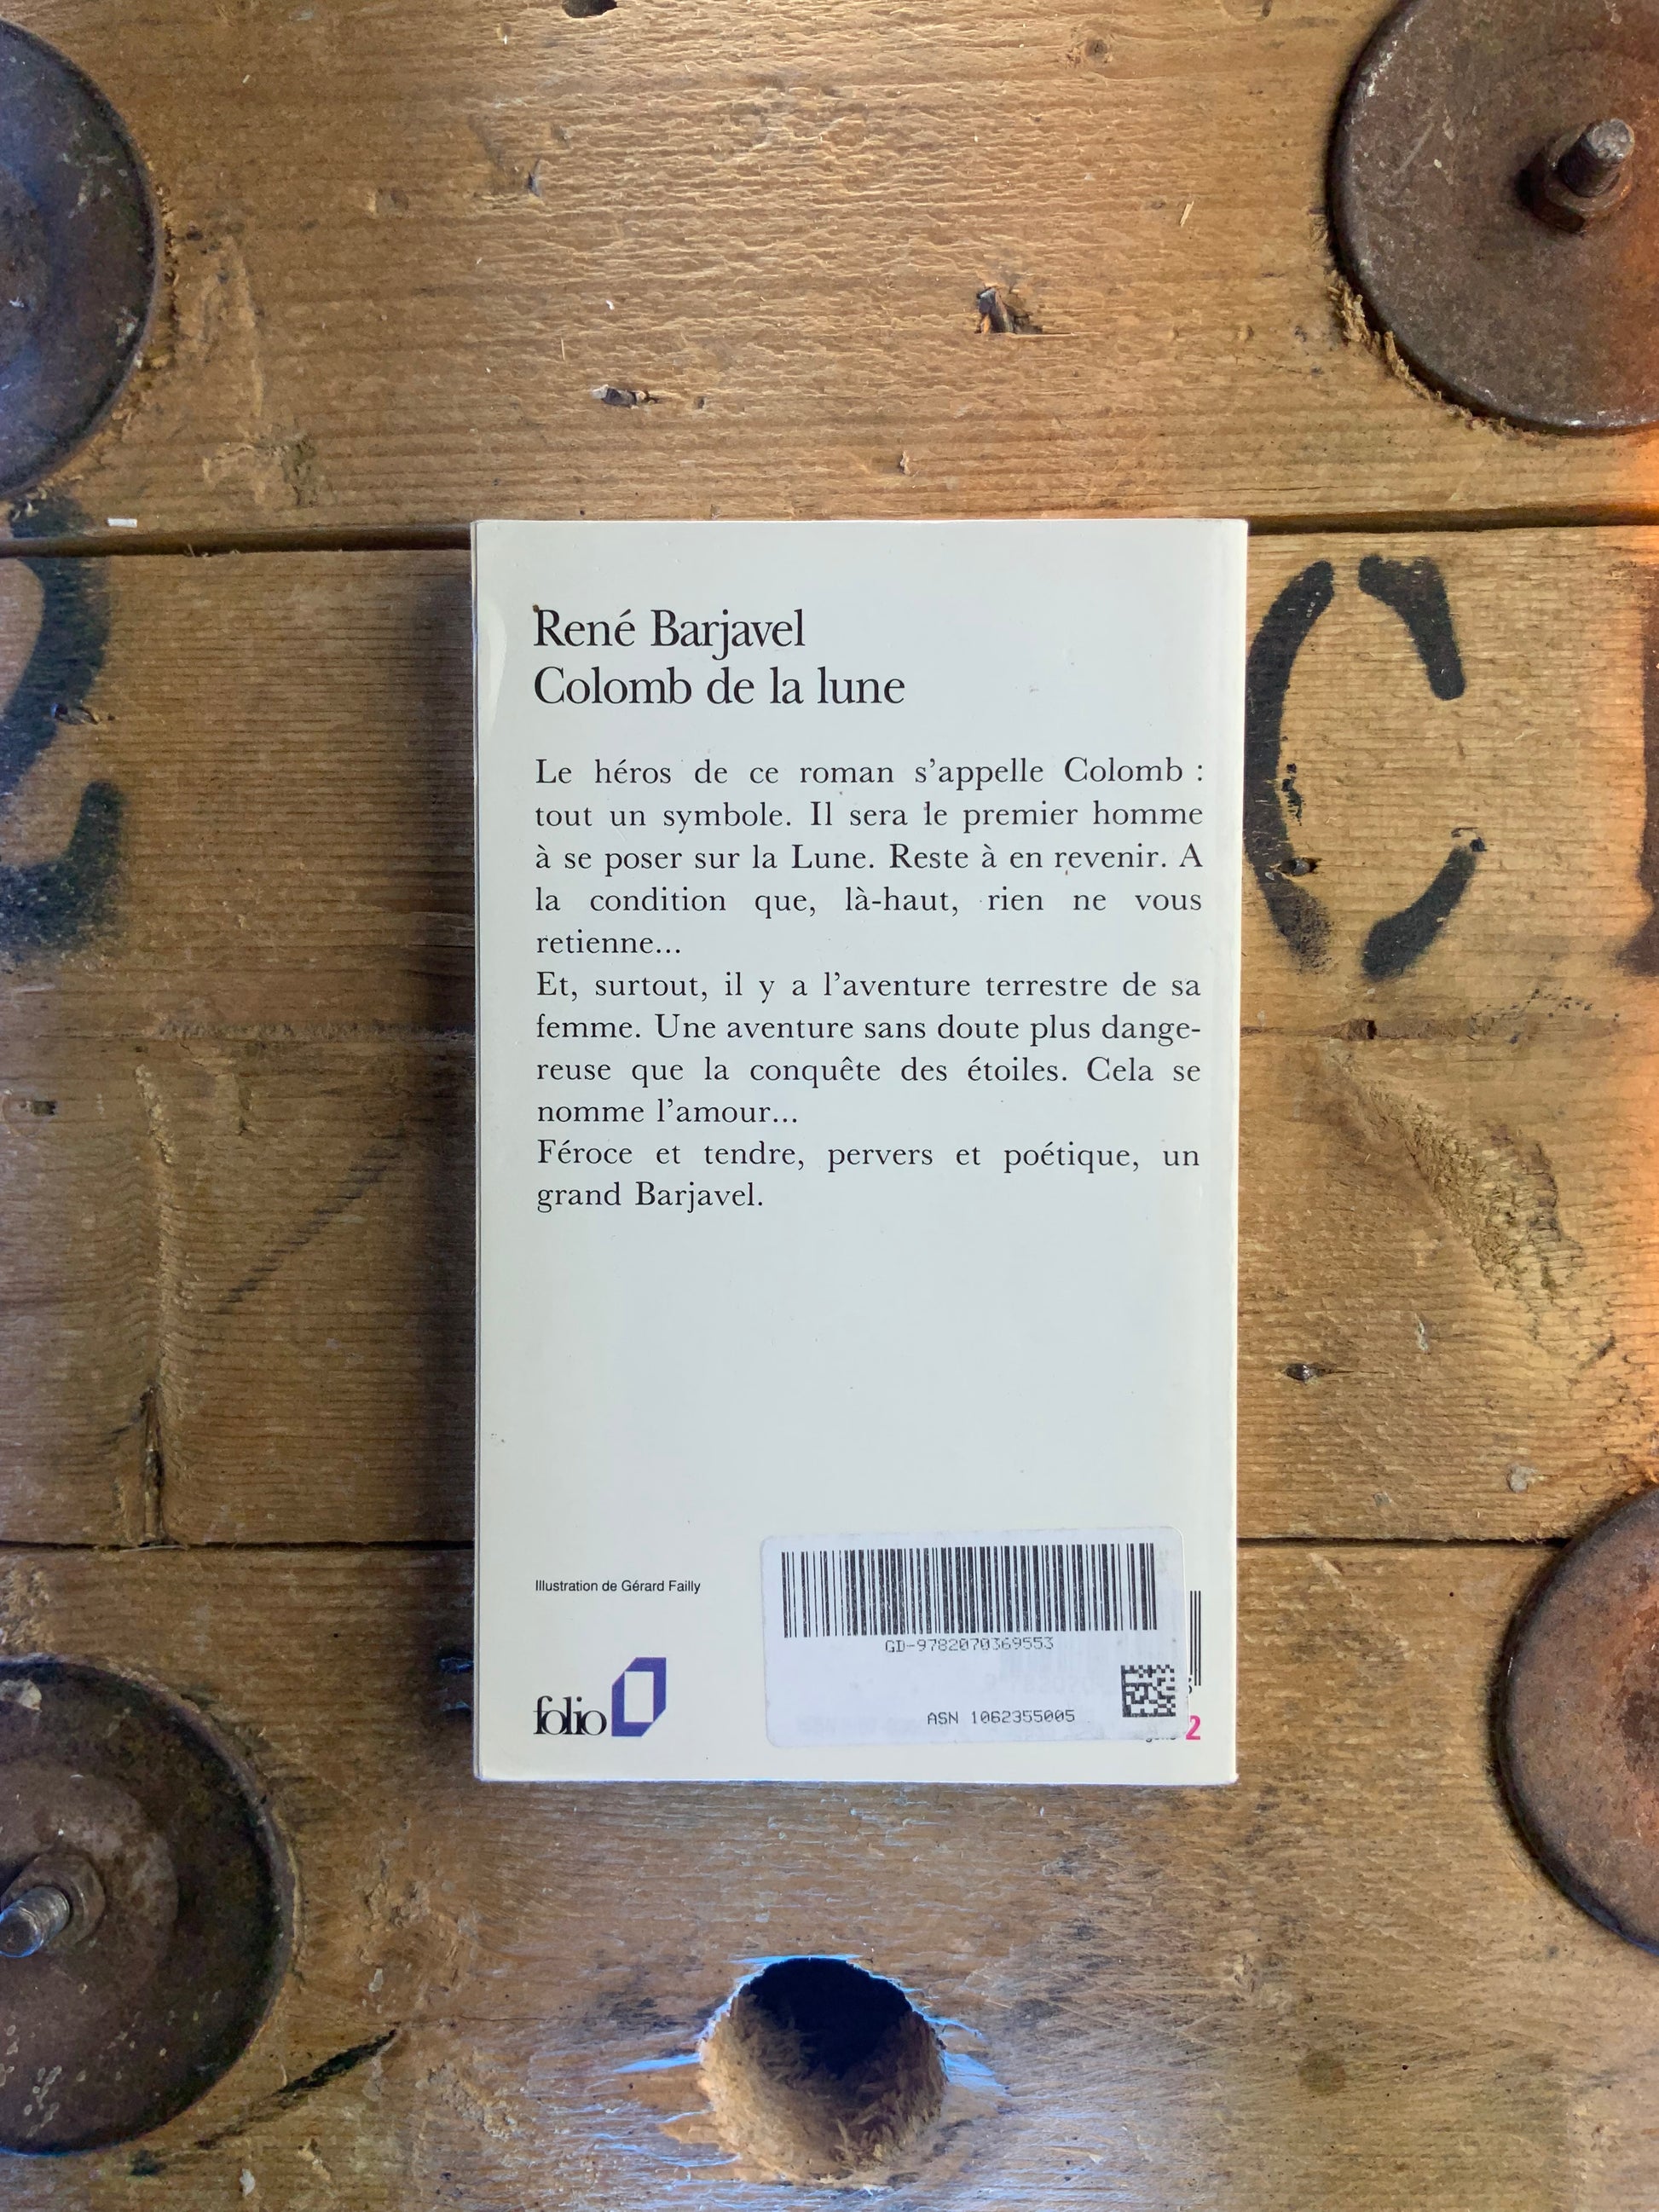 René Barjavel
Colomb de la lune
Le héros de ce roman s'appelle Colomb :
tout un symbole. Il sera le premier homme
à se poser sur la Lune. Reste à en revenir. A
la condition que, là-haut, rien ne vous
retienne...
Et, surtout, il y a l'aventure terrestre de sa
femme. Une aventure sans doute plus dange-
reuse que la conquête des étoiles. Cela se
nomme l'amour...
Féroce et tendre, pervers et poétique, un
grand Barjavel.
Illustration de Gérard Failly
GD-9782070369553
folio
ASN 1062355005
2
C